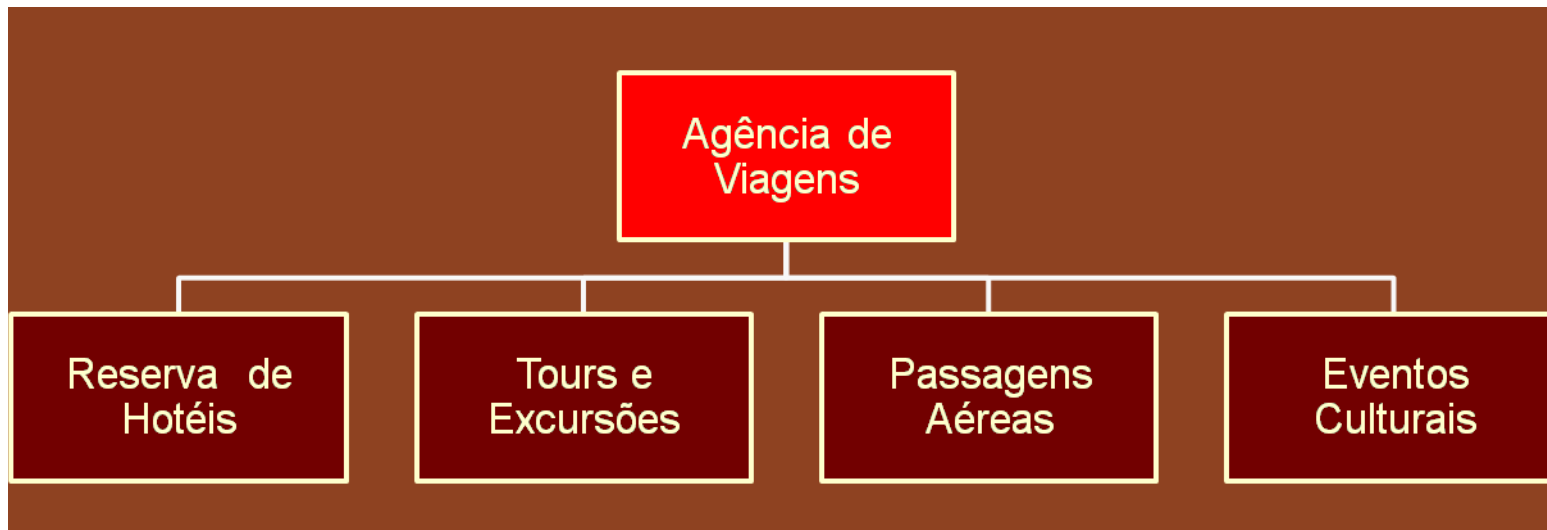 Agência de
Viagens
Reserva de
Hotéis
Tours e
Excursões
Passagens
Aéreas
Eventos
Culturais